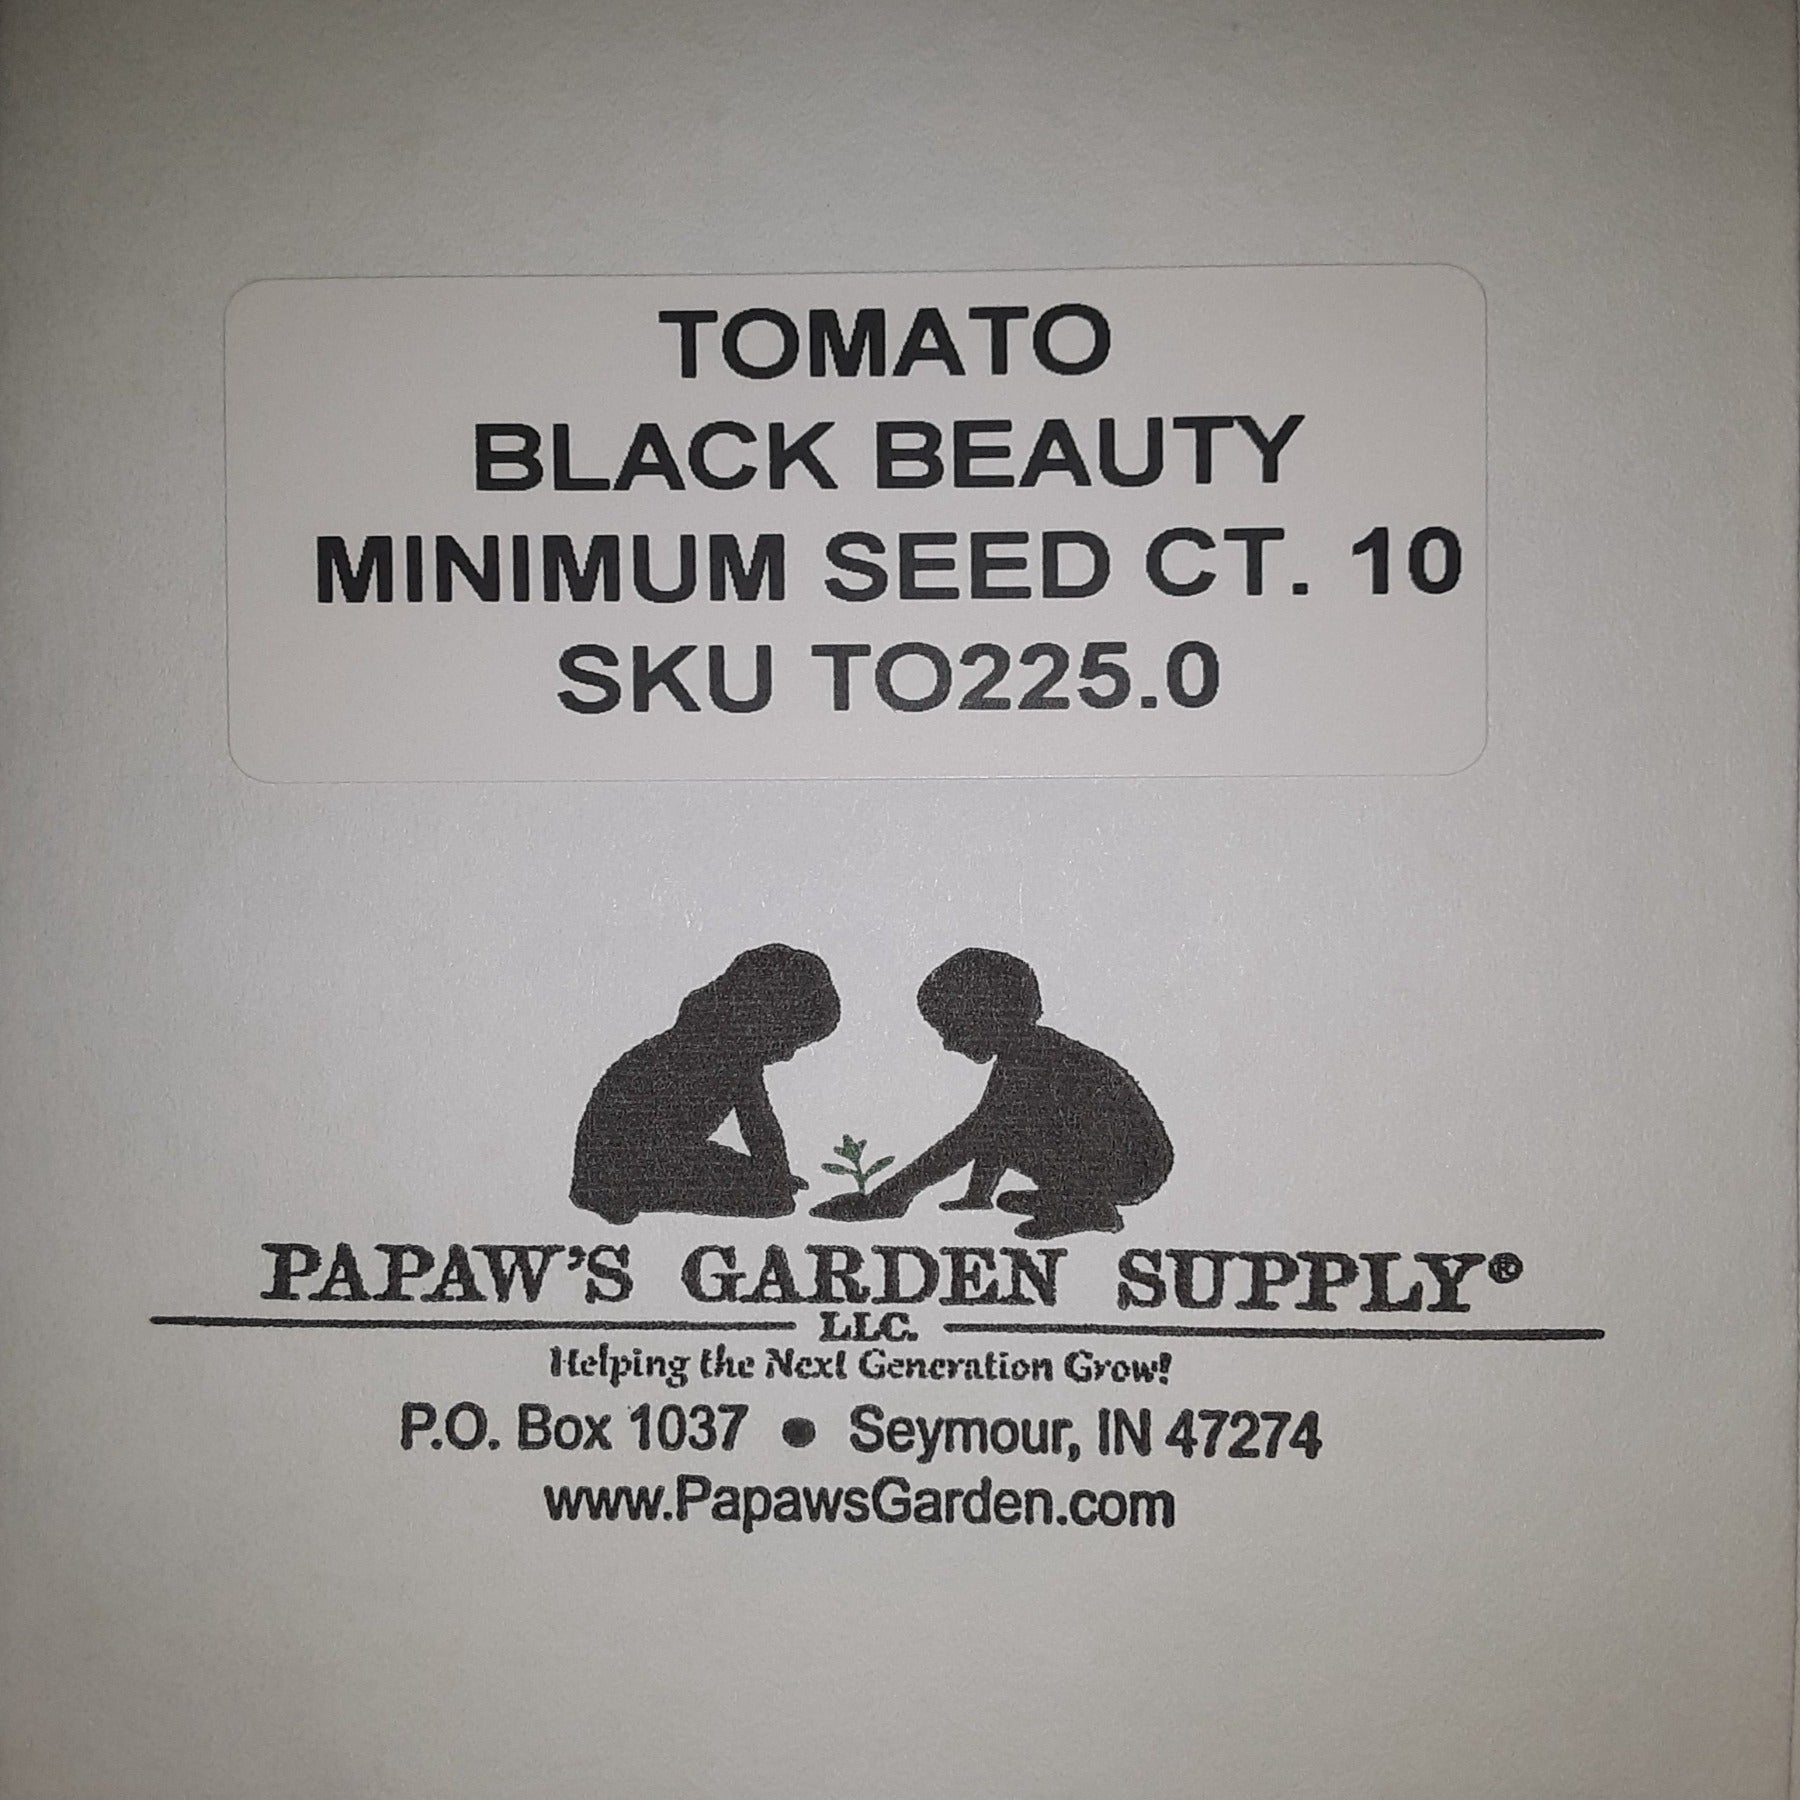 TOMATO
BLACK BEAUTY
MINIMUM SEED CT. 10
SKU TO225.0
PAPAW'S GARDEN SUPPLY®
LLC.
Helping the Next Generation Grow!
P.O. Box 1037 ● Seymour, IN 47274
www.PapawsGarden.com